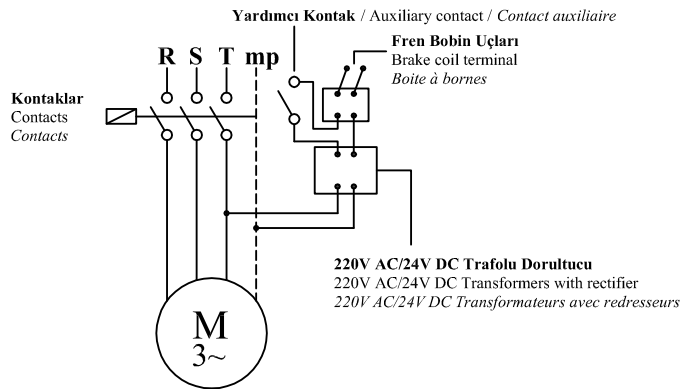 Yardımcı Kontak / Auxiliary contact / Contact auxiliaire
Fren Bobin Uçları
Brake coil terminal
Boite à bornes
R S T mp
Kontaklar
Contacts
Contacts
220V AC/24V DC Trafolu Dorultucu
220V AC/24V DC Transformers with rectifier
220V AC/24V DC Transformateurs avec redresseurs
M
3~